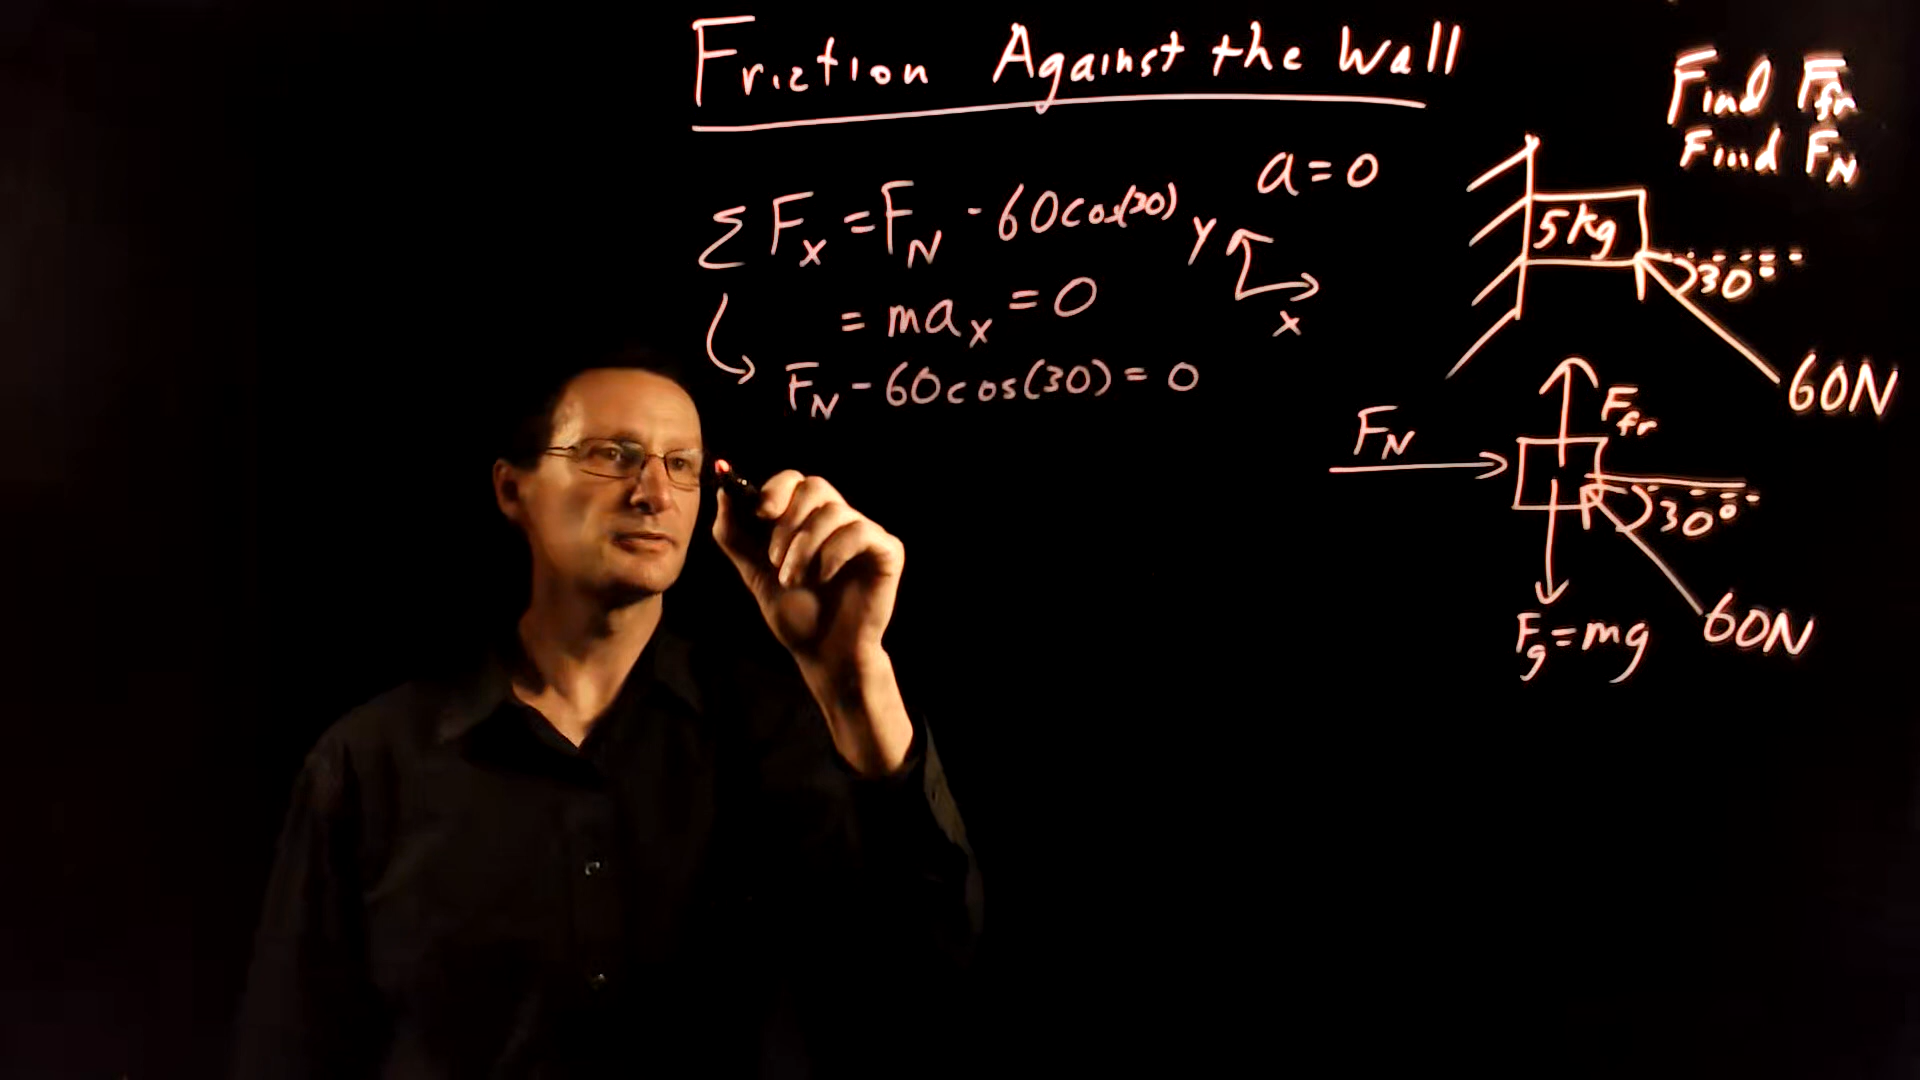 Friction Against the Wall
Find Ffr
Find FN
a = 0
Σ Fx = FN - 60cos(30)
= max = 0
FN - 60cos(30) = 0
y
x
5kg
30°
60N
FN
Ffr
30°
60N
Fg = mg